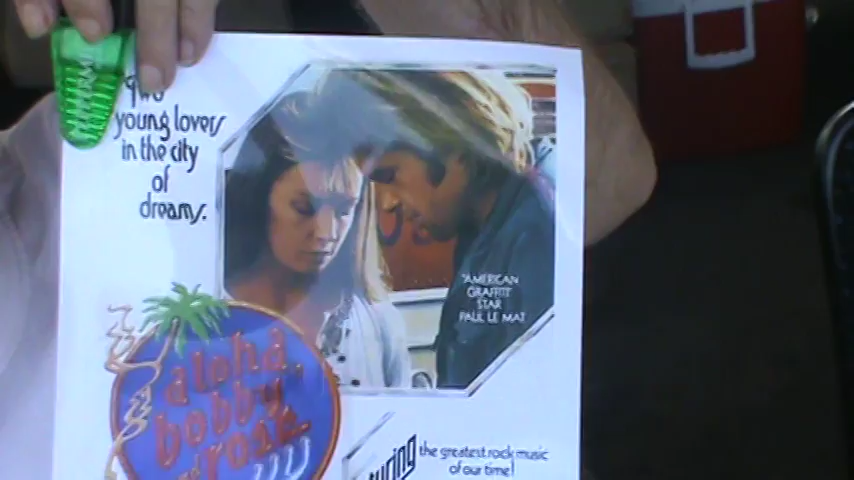 two
young lovers
in the city
of
dreams.
"AMERICAN
GRAFFITI"
STAR
PAUL LE MAT
aloha,
bobby
rose
the greatest rock music
of our time!